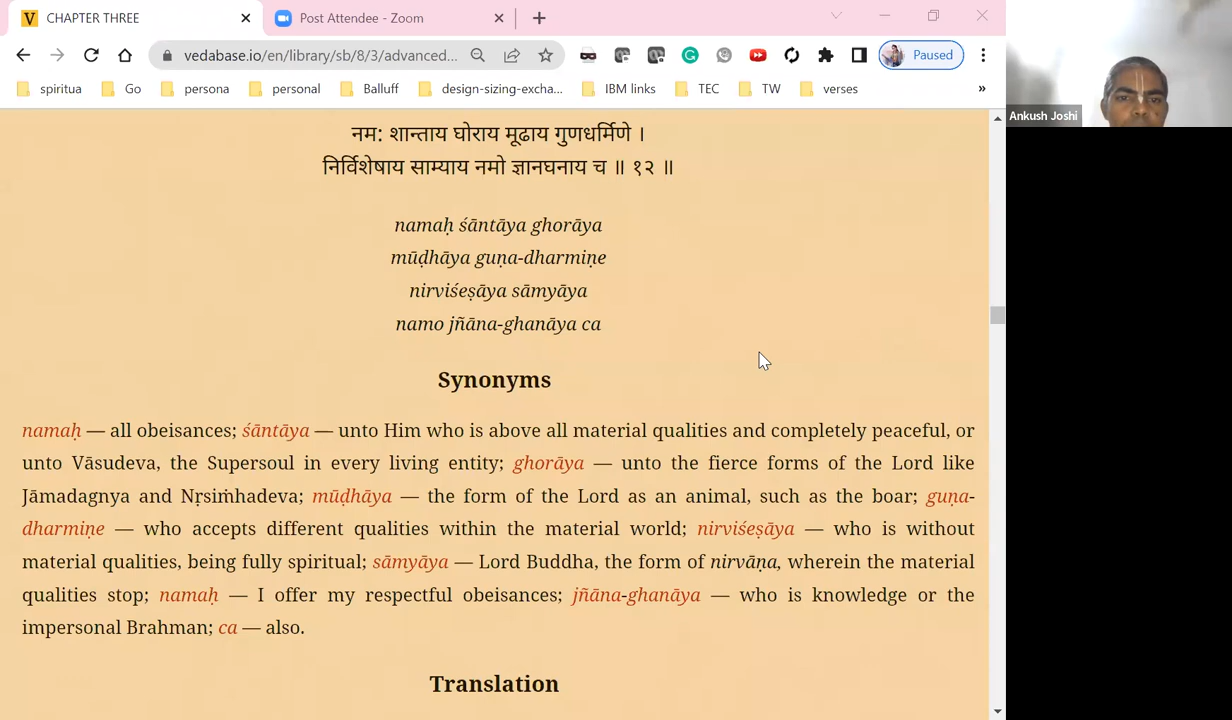 CHAPTER THREE
Post Attendee - Zoom
vedabase.io/en/library/sb/8/3/advanced...
Paused
spiritua
Go
persona
personal
Balluff
design-sizing-excha...
IBM links
TEC
TW
verses
»
Ankush Joshi
नम: शान्ताय घोराय मूढाय गुणधर्मिणे ।
निर्विशेषाय साम्याय नमो ज्ञानघनाय च ॥ १२ ॥
namaḥ śāntāya ghorāya
mūḍhāya guṇa-dharmiṇe
nirviśeṣāya sāmyāya
namo jñāna-ghanāya ca
Synonyms
namaḥ — all obeisances; śāntāya — unto Him who is above all material qualities and completely peaceful, or
unto Vāsudeva, the Supersoul in every living entity; ghorāya — unto the fierce forms of the Lord like
Jāmadagnya and Nṛsiṁhadeva; mūḍhāya — the form of the Lord as an animal, such as the boar; guṇa-
dharmiṇe — who accepts different qualities within the material world; nirviśeṣāya — who is without
material qualities, being fully spiritual; sāmyāya — Lord Buddha, the form of nirvāṇa, wherein the material
qualities stop; namaḥ — I offer my respectful obeisances; jñāna-ghanāya — who is knowledge or the
impersonal Brahman; ca — also.
Translation